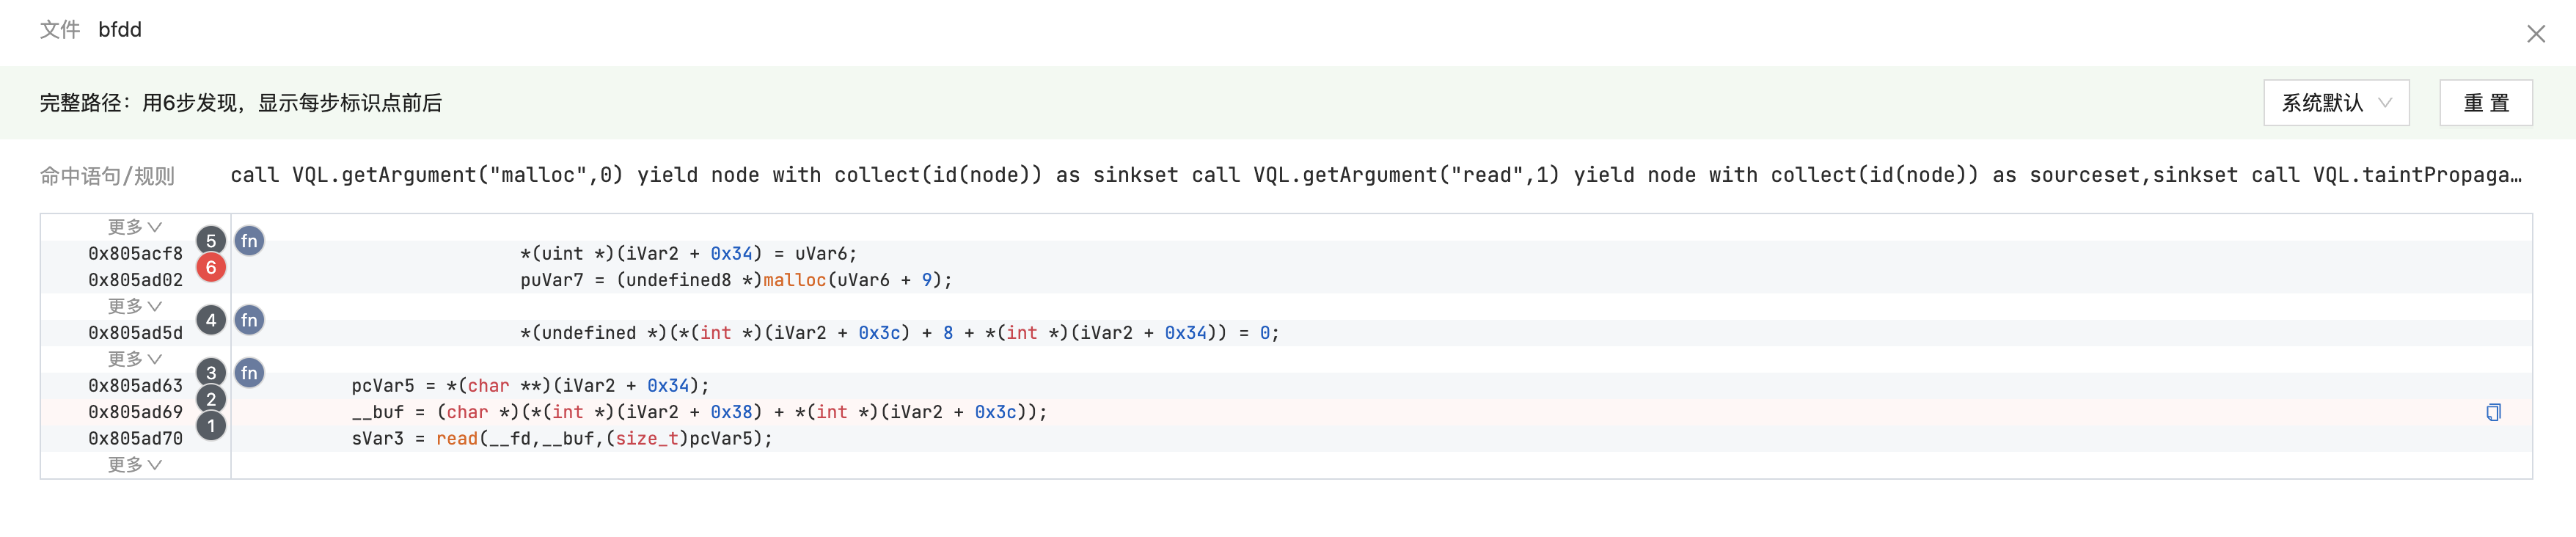 文件 bfdd
完整路径：用6步发现，显示每步标识点前后
系统默认
重 置
命中语句/规则 call VQL.getArgument("malloc",0) yield node with collect(id(node)) as sinkset call VQL.getArgument("read",1) yield node with collect(id(node)) as sourceset,sinkset call VQL.taintPropaga…
更多
0x805acf8 5 fn *(uint *)(iVar2 + 0x34) = uVar6;
0x805ad02 6 puVar7 = (undefined8 *)malloc(uVar6 + 9);
更多
0x805ad5d 4 fn *(undefined *)(*(int *)(iVar2 + 0x3c) + 8 + *(int *)(iVar2 + 0x34)) = 0;
更多
0x805ad63 3 fn pcVar5 = *(char **)(iVar2 + 0x34);
0x805ad69 2 __buf = (char *)(*(int *)(iVar2 + 0x38) + *(int *)(iVar2 + 0x3c));
0x805ad70 1 sVar3 = read(__fd,__buf,(size_t)pcVar5);
更多